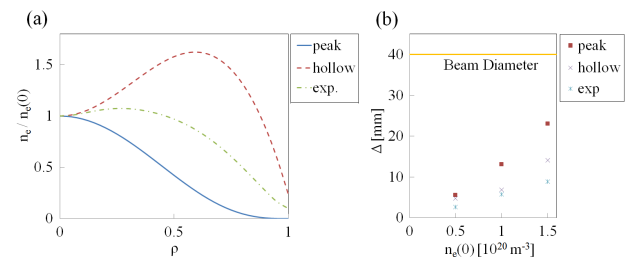 (a)
1.5
1
0.5
0
0
0.5
1
n_e / n_e(0)
ρ
peak
hollow
exp.
(b)
50
40
30
20
10
0
0
0.5
1
1.5
Δ [mm]
n_e(0) [10^20 m^-3]
Beam Diameter
peak
hollow
exp